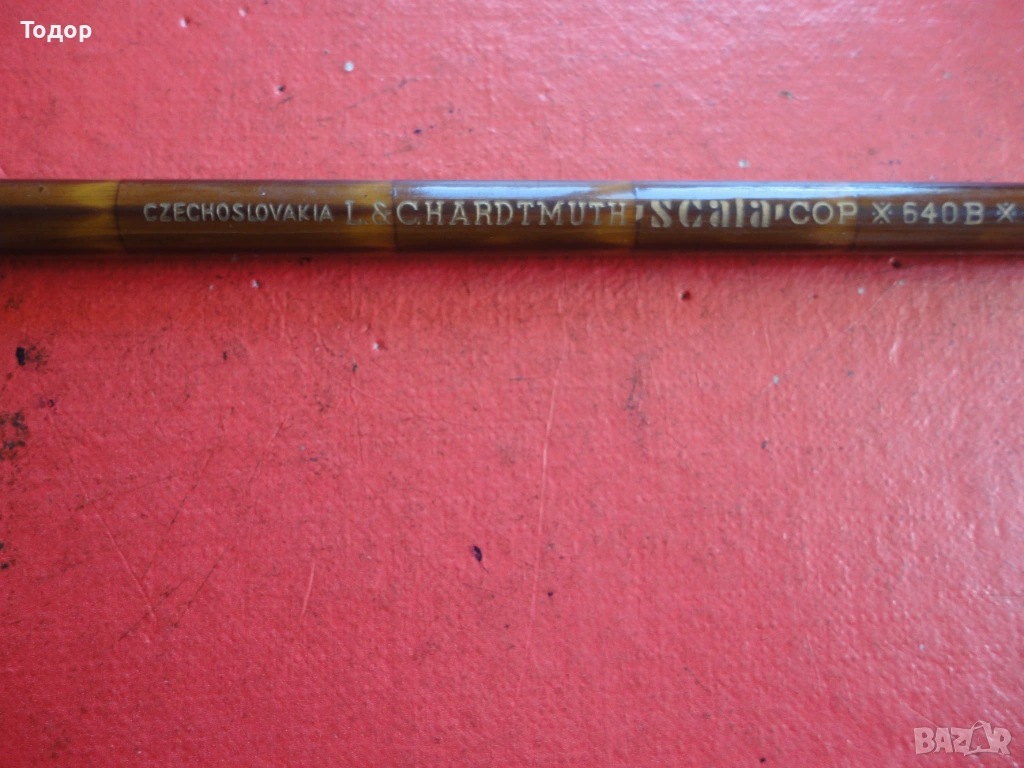 Тодор
CZECHOSLOVAKIA L.&C.HARDTMUTH 'scala' COP * 640B *
BAZAR